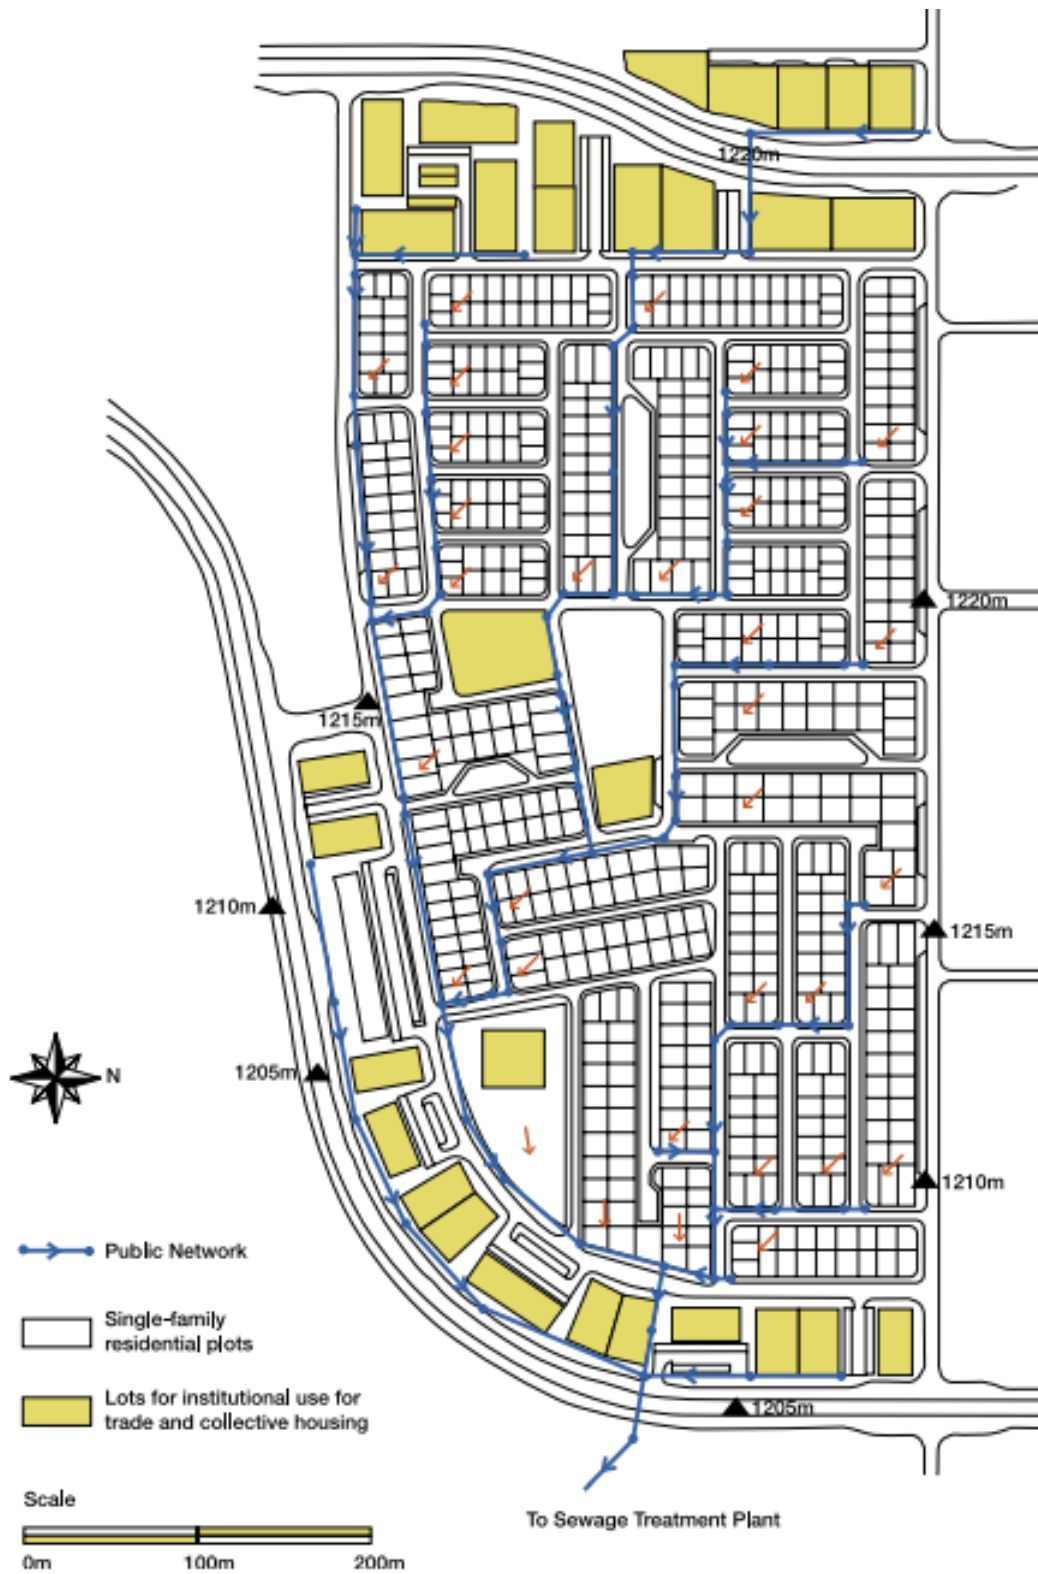 1220m
1220m
1215m
1210m
1215m
1205m
N
1210m
Public Network
Single-family
residential plots
Lots for institutional use for
trade and collective housing
1205m
Scale
To Sewage Treatment Plant
0m 100m 200m